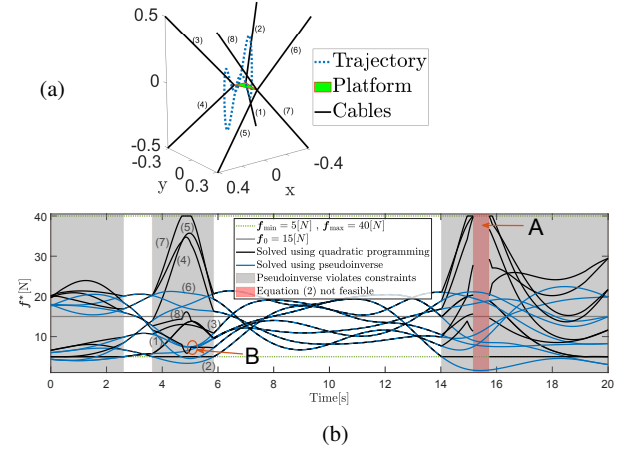 0.5
0
-0.5
(3)
(8)
(2)
(6)
(4)
(1)
(5)
(7)
-0.3
0
0.3
y
0.4
0
-0.4
x
Trajectory
Platform
Cables
(a)
40
30
20
10
f*[N]
f_min = 5[N] , f_max = 40[N]
f_0 = 15[N]
Solved using quadratic programming
Solved using pseudoinverse
Pseudoinverse violates constraints
Equation (2) not feasible
A
(5)
(7)
(4)
(6)
(8)
(3)
(1)
(2)
B
0 2 4 6 8 10 12 14 16 18 20
Time[s]
(b)